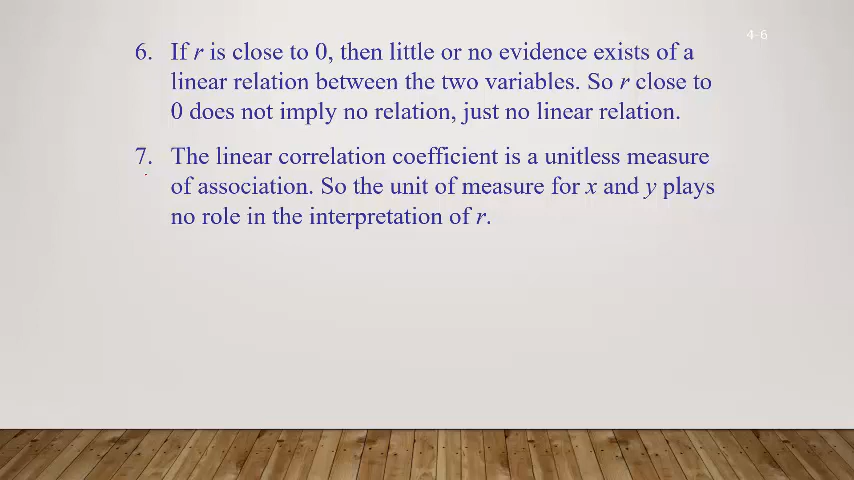 4-6
6. If r is close to 0, then little or no evidence exists of a
linear relation between the two variables. So r close to
0 does not imply no relation, just no linear relation.
7. The linear correlation coefficient is a unitless measure
of association. So the unit of measure for x and y plays
no role in the interpretation of r.